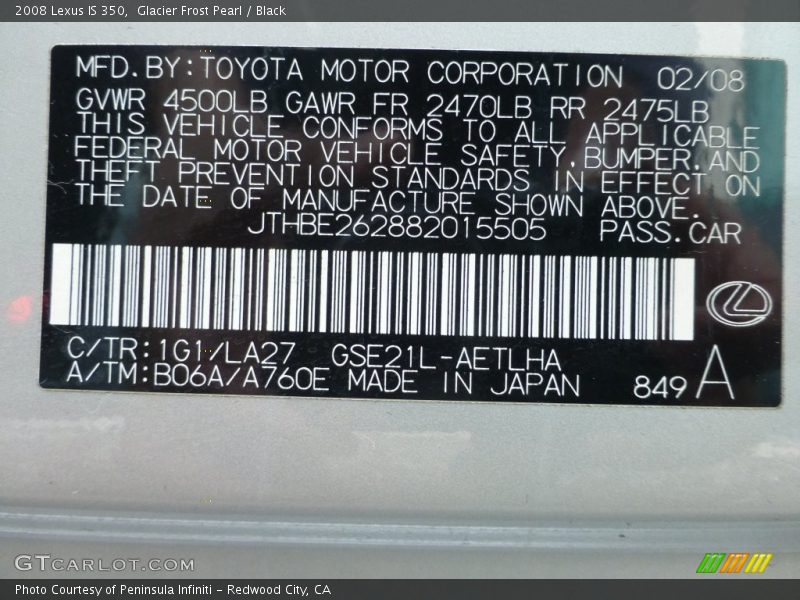 2008 Lexus IS 350,  Glacier Frost Pearl / Black
MFD.BY:TOYOTA MOTOR CORPORATION 02/08
GVWR 4500LB GAWR FR 2470LB RR 2475LB
THIS VEHICLE CONFORMS TO ALL APPLICABLE
FEDERAL MOTOR VEHICLE SAFETY,BUMPER,AND
THEFT PREVENTION STANDARDS IN EFFECT ON
THE DATE OF MANUFACTURE SHOWN ABOVE.
JTHBE262882015505 PASS.CAR
C/TR:1G1/LA27 GSE21L-AETLHA
A/TM:B06A/A760E MADE IN JAPAN 849 A
GTCARLOT.COM
Photo Courtesy of Peninsula Infiniti – Redwood City, CA